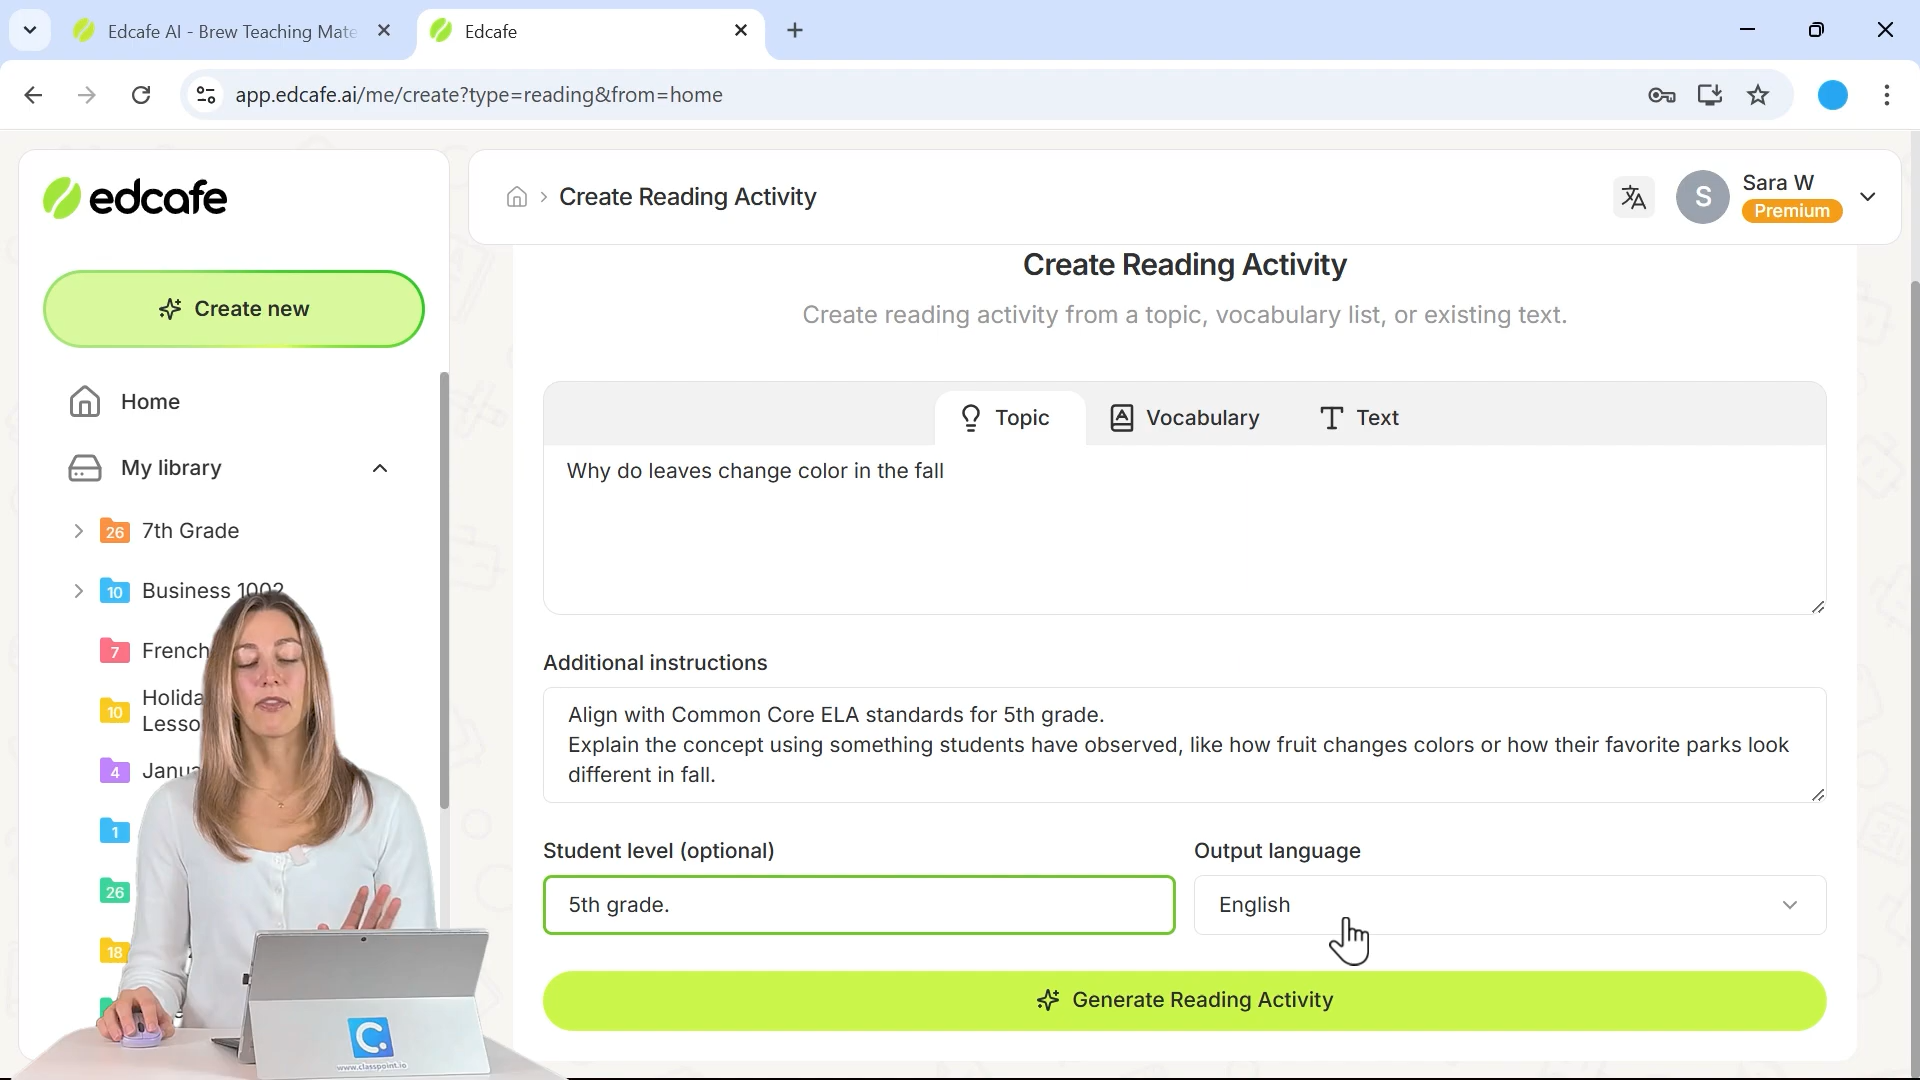 Edcafe AI - Brew Teaching Mate
Edcafe
app.edcafe.ai/me/create?type=reading&from=home
edcafe
Create Reading Activity
S
Sara W
Premium
Create new
Home
My library
26 7th Grade
10 Business 1002
7 French
10 Holida
Lesso
4 Janua
1
26
18
Create Reading Activity
Create reading activity from a topic, vocabulary list, or existing text.
Topic
Vocabulary
Text
Why do leaves change color in the fall
Additional instructions
Align with Common Core ELA standards for 5th grade.
Explain the concept using something students have observed, like how fruit changes colors or how their favorite parks look
different in fall.
Student level (optional)
Output language
5th grade.
English
Generate Reading Activity
C.
www.classpoint.io